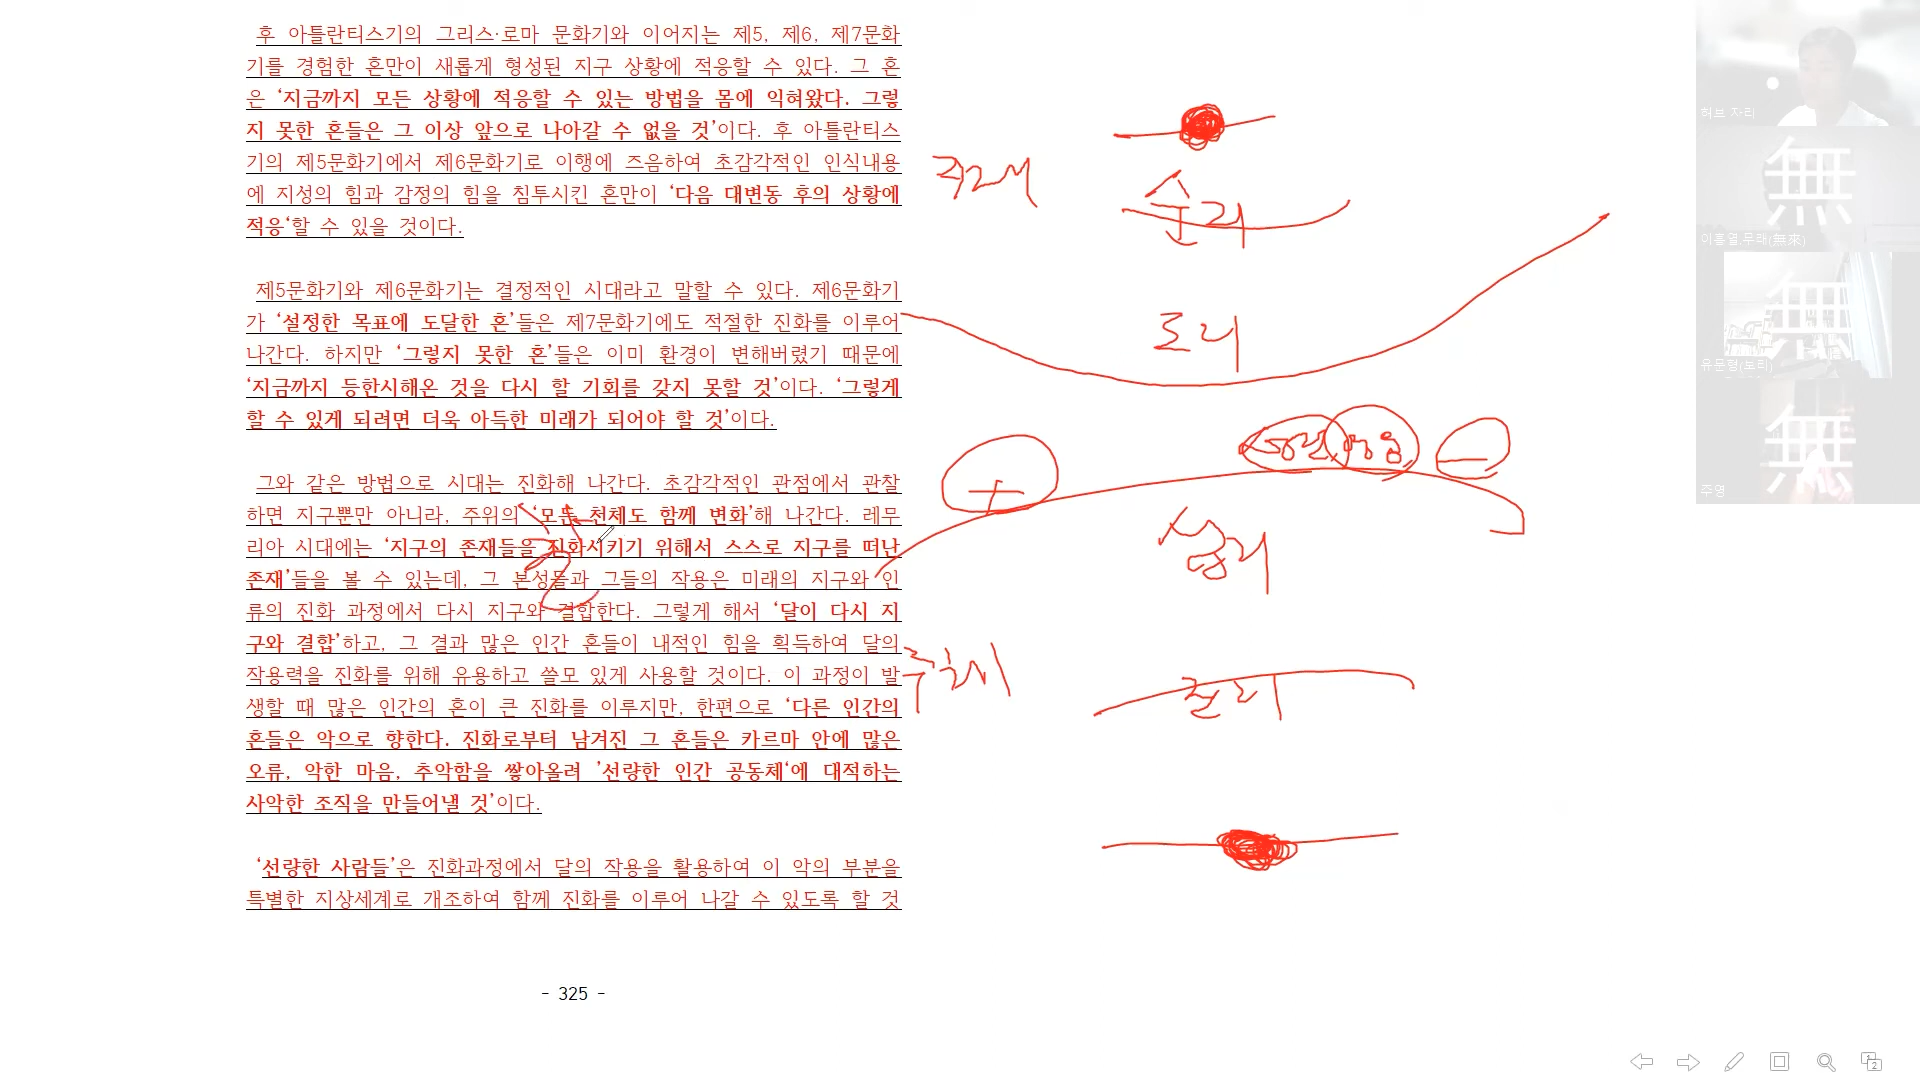 후 아틀란티스기의 그리스·로마 문화기와 이어지는 제5, 제6, 제7문화
기를 경험한 혼만이 새롭게 형성된 지구 상황에 적응할 수 있다. 그 혼
은 ‘지금까지 모든 상황에 적응할 수 있는 방법을 몸에 익혀왔다. 그렇
지 못한 혼들은 그 이상 앞으로 나아갈 수 없을 것’이다. 후 아틀란티스
기의 제5문화기에서 제6문화기로 이행에 즈음하여 초감각적인 인식내용
에 지성의 힘과 감정의 힘을 침투시킨 혼만이 ‘다음 대변동 후의 상황에
적응‘할 수 있을 것이다.
제5문화기와 제6문화기는 결정적인 시대라고 말할 수 있다. 제6문화기
가 ‘설정한 목표에 도달한 혼’들은 제7문화기에도 적절한 진화를 이루어
나간다. 하지만 ‘그렇지 못한 혼’들은 이미 환경이 변해버렸기 때문에
‘지금까지 등한시해온 것을 다시 할 기회를 갖지 못할 것’이다. ‘그렇게
할 수 있게 되려면 더욱 아득한 미래가 되어야 할 것’이다.
그와 같은 방법으로 시대는 진화해 나간다. 초감각적인 관점에서 관찰
하면 지구뿐만 아니라, 주위의 ‘모든 천체도 함께 변화’해 나간다. 레무
리아 시대에는 ‘지구의 존재들을 진화시키기 위해서 스스로 지구를 떠난
존재’들을 볼 수 있는데, 그 본성들과 그들의 작용은 미래의 지구와 인
류의 진화 과정에서 다시 지구와 결합한다. 그렇게 해서 ‘달이 다시 지
구와 결합’하고, 그 결과 많은 인간 혼들이 내적인 힘을 획득하여 달의
작용력을 진화를 위해 유용하고 쓸모 있게 사용할 것이다. 이 과정이 발
생할 때 많은 인간의 혼이 큰 진화를 이루지만, 한편으로 ‘다른 인간의
혼들은 악으로 향한다. 진화로부터 남겨진 그 혼들은 카르마 안에 많은
오류, 악한 마음, 추악함을 쌓아올려 ’선량한 인간 공동체‘에 대적하는
사악한 조직을 만들어낼 것’이다.
‘선량한 사람들’은 진화과정에서 달의 작용을 활용하여 이 악의 부분을
특별한 지상세계로 개조하여 함께 진화를 이루어 나갈 수 있도록 할 것
- 325 -
순리
도리
+
섭리
허브 자리
無
이홍열,무래(無來)
無
유문형(보리)
無
주영